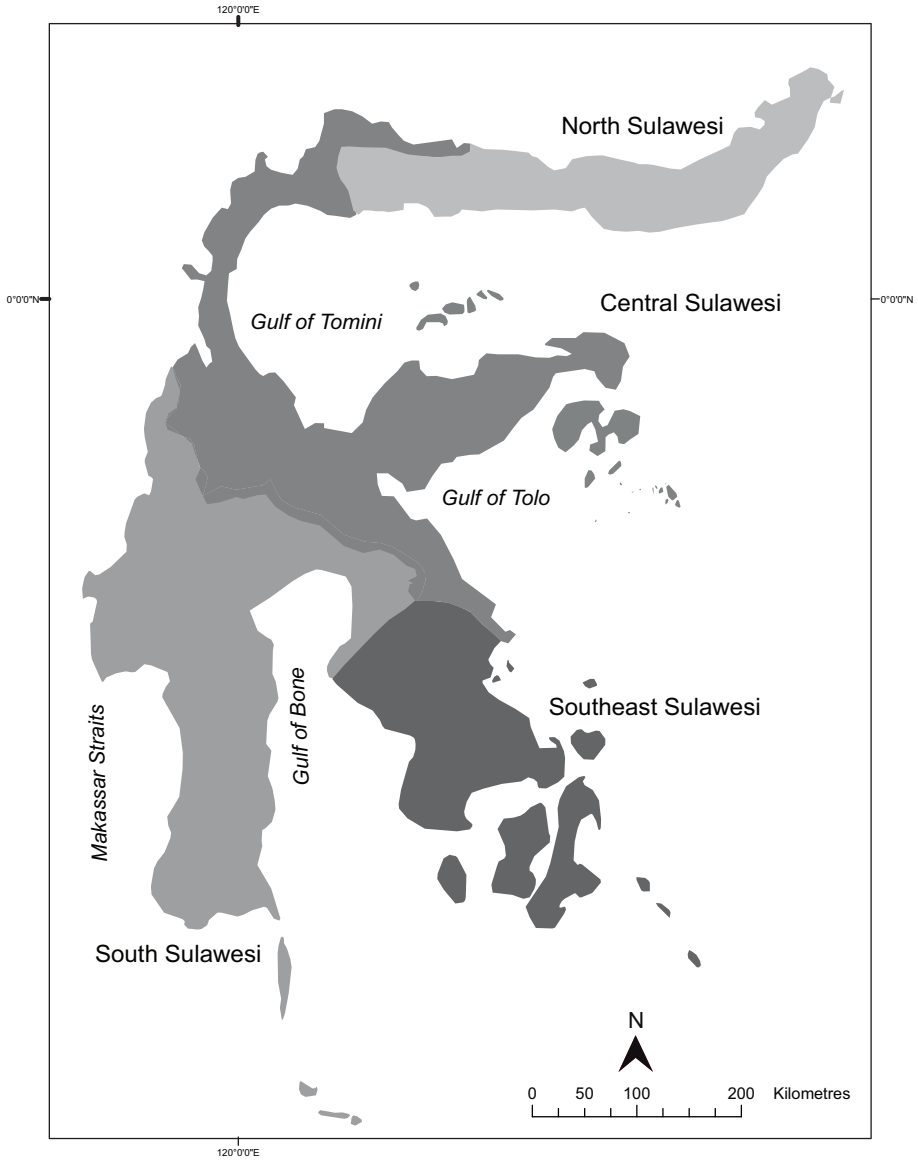 120°0'0"E
North Sulawesi
0°0'0"N
0°0'0"N
Central Sulawesi
Gulf of Tomini
Gulf of Tolo
Southeast Sulawesi
Gulf of Bone
Makassar Straits
South Sulawesi
N
0 50 100 200 Kilometres
120°0'0"E